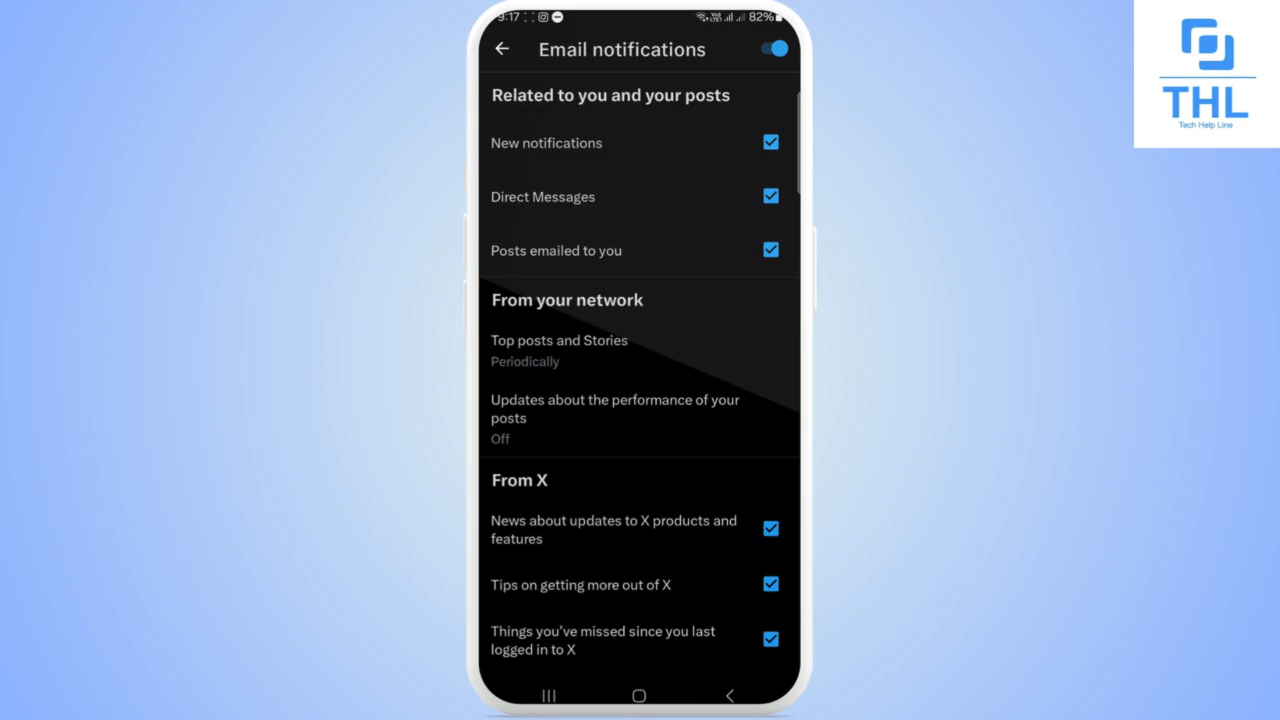 9:17 82%
Email notifications
Related to you and your posts
New notifications
Direct Messages
Posts emailed to you
From your network
Top posts and Stories
Periodically
Updates about the performance of your
posts
Off
From X
News about updates to X products and
features
Tips on getting more out of X
Things you’ve missed since you last
logged in to X
THL
Tech Help Line